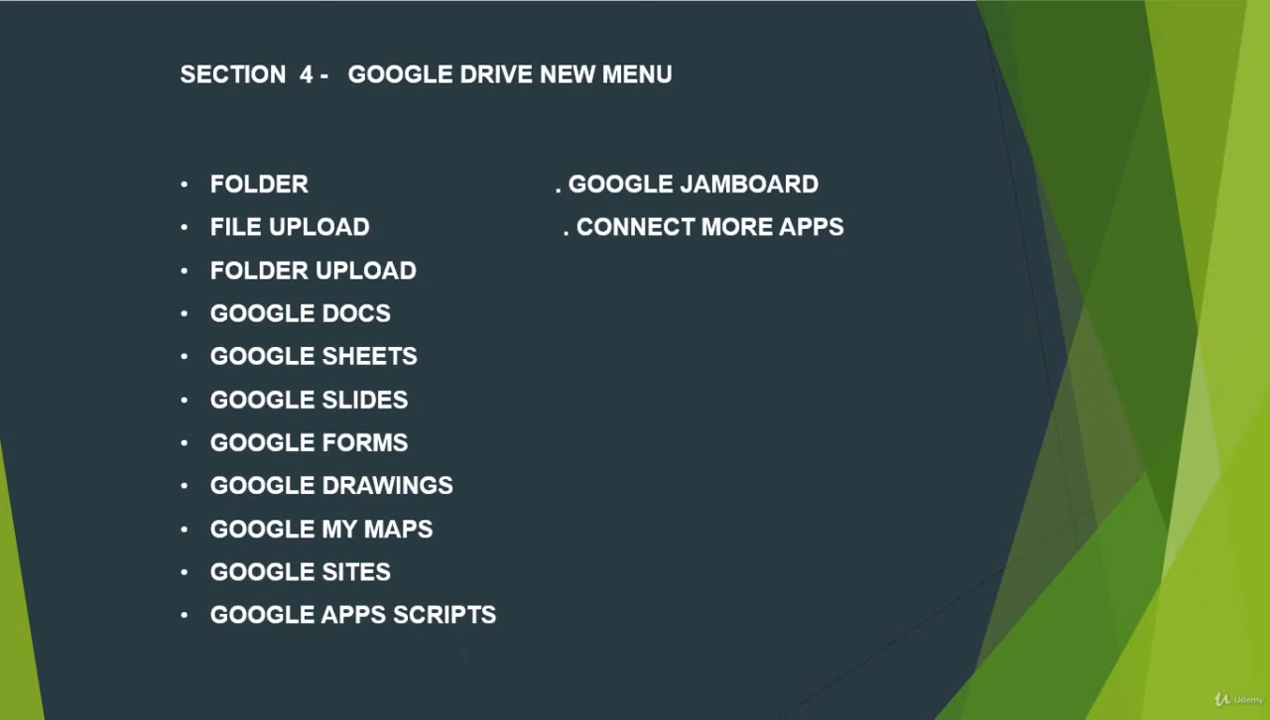 SECTION 4 - GOOGLE DRIVE NEW MENU
• FOLDER
• FILE UPLOAD
• FOLDER UPLOAD
• GOOGLE DOCS
• GOOGLE SHEETS
• GOOGLE SLIDES
• GOOGLE FORMS
• GOOGLE DRAWINGS
• GOOGLE MY MAPS
• GOOGLE SITES
• GOOGLE APPS SCRIPTS
. GOOGLE JAMBOARD
. CONNECT MORE APPS
Udemy